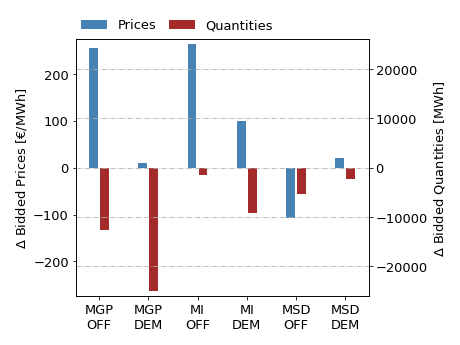 Prices Quantities
Δ Bidded Prices [€/MWh]
200
100
0
−100
−200
20000
10000
0
−10000
−20000
Δ Bidded Quantities [MWh]
MGP OFF
MGP DEM
MI OFF
MI DEM
MSD OFF
MSD DEM